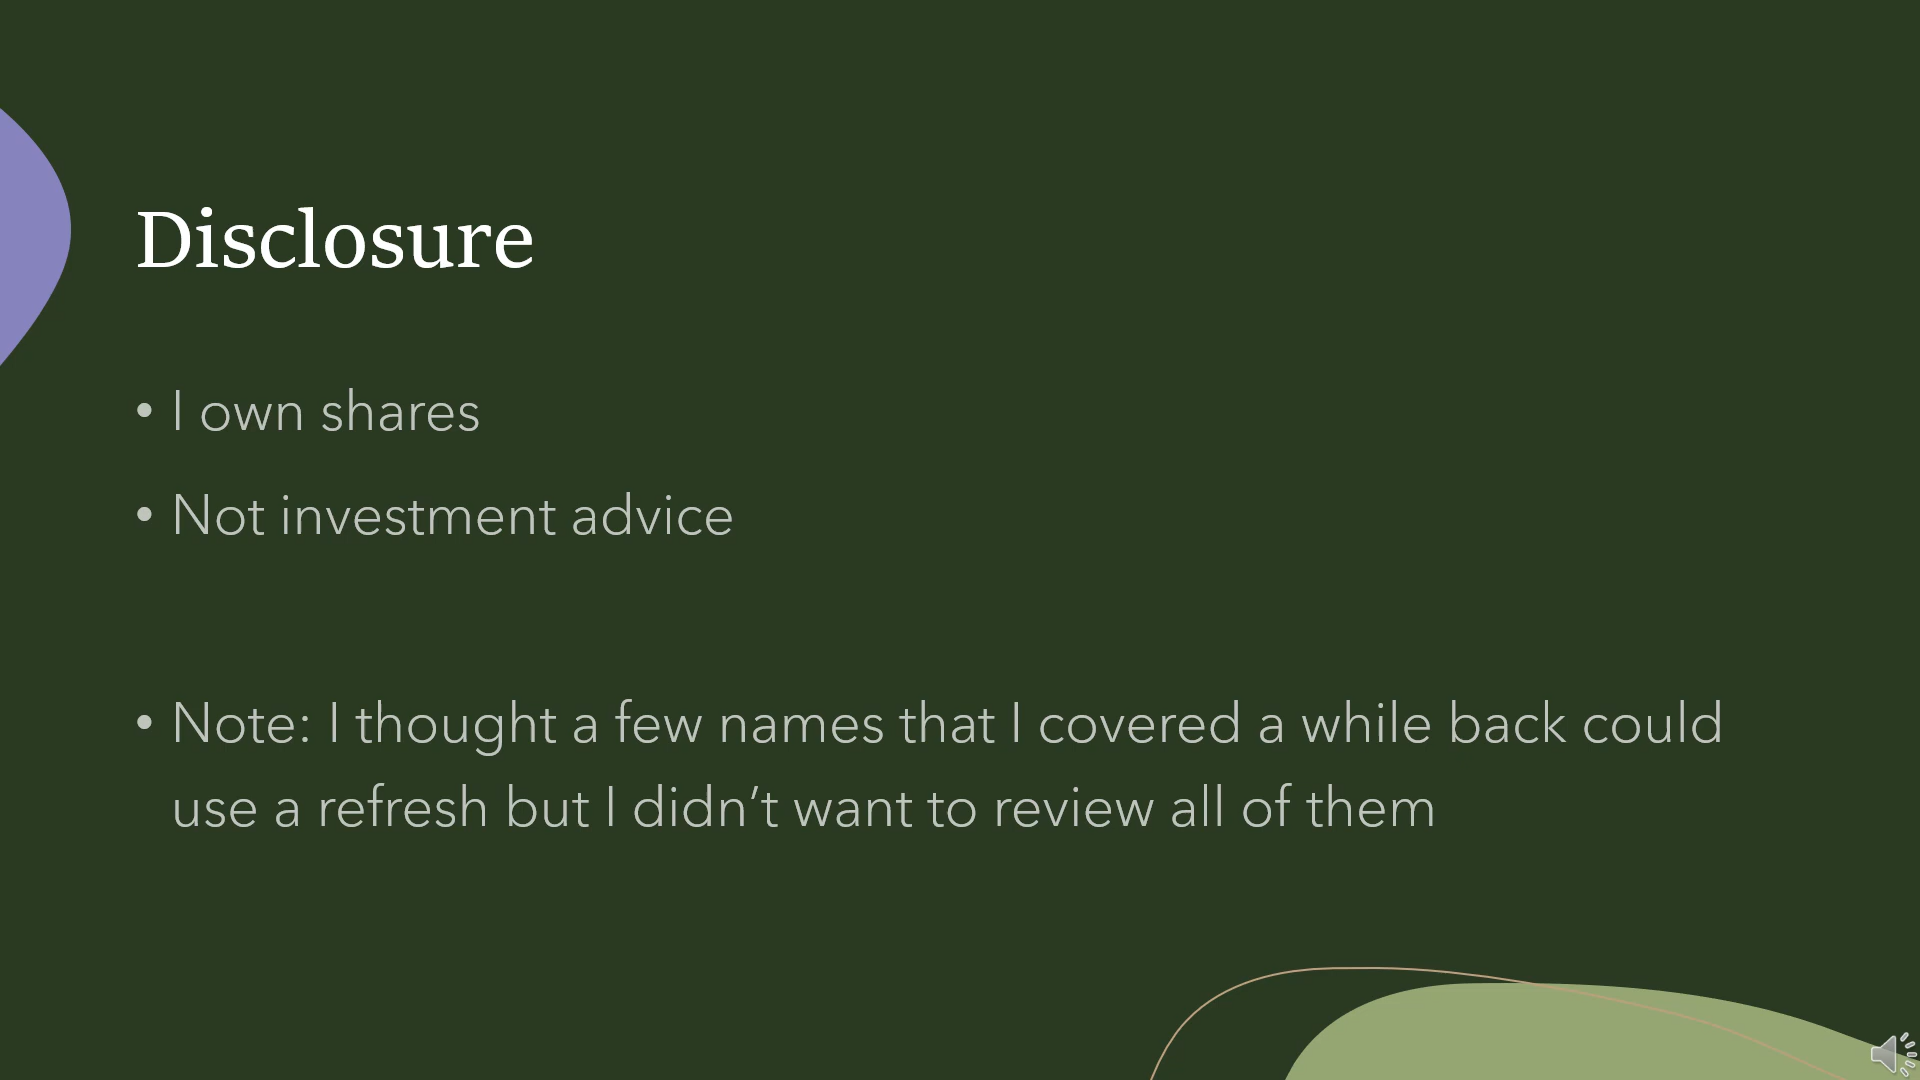 Disclosure
• I own shares
• Not investment advice
• Note: I thought a few names that I covered a while back could
use a refresh but I didn’t want to review all of them